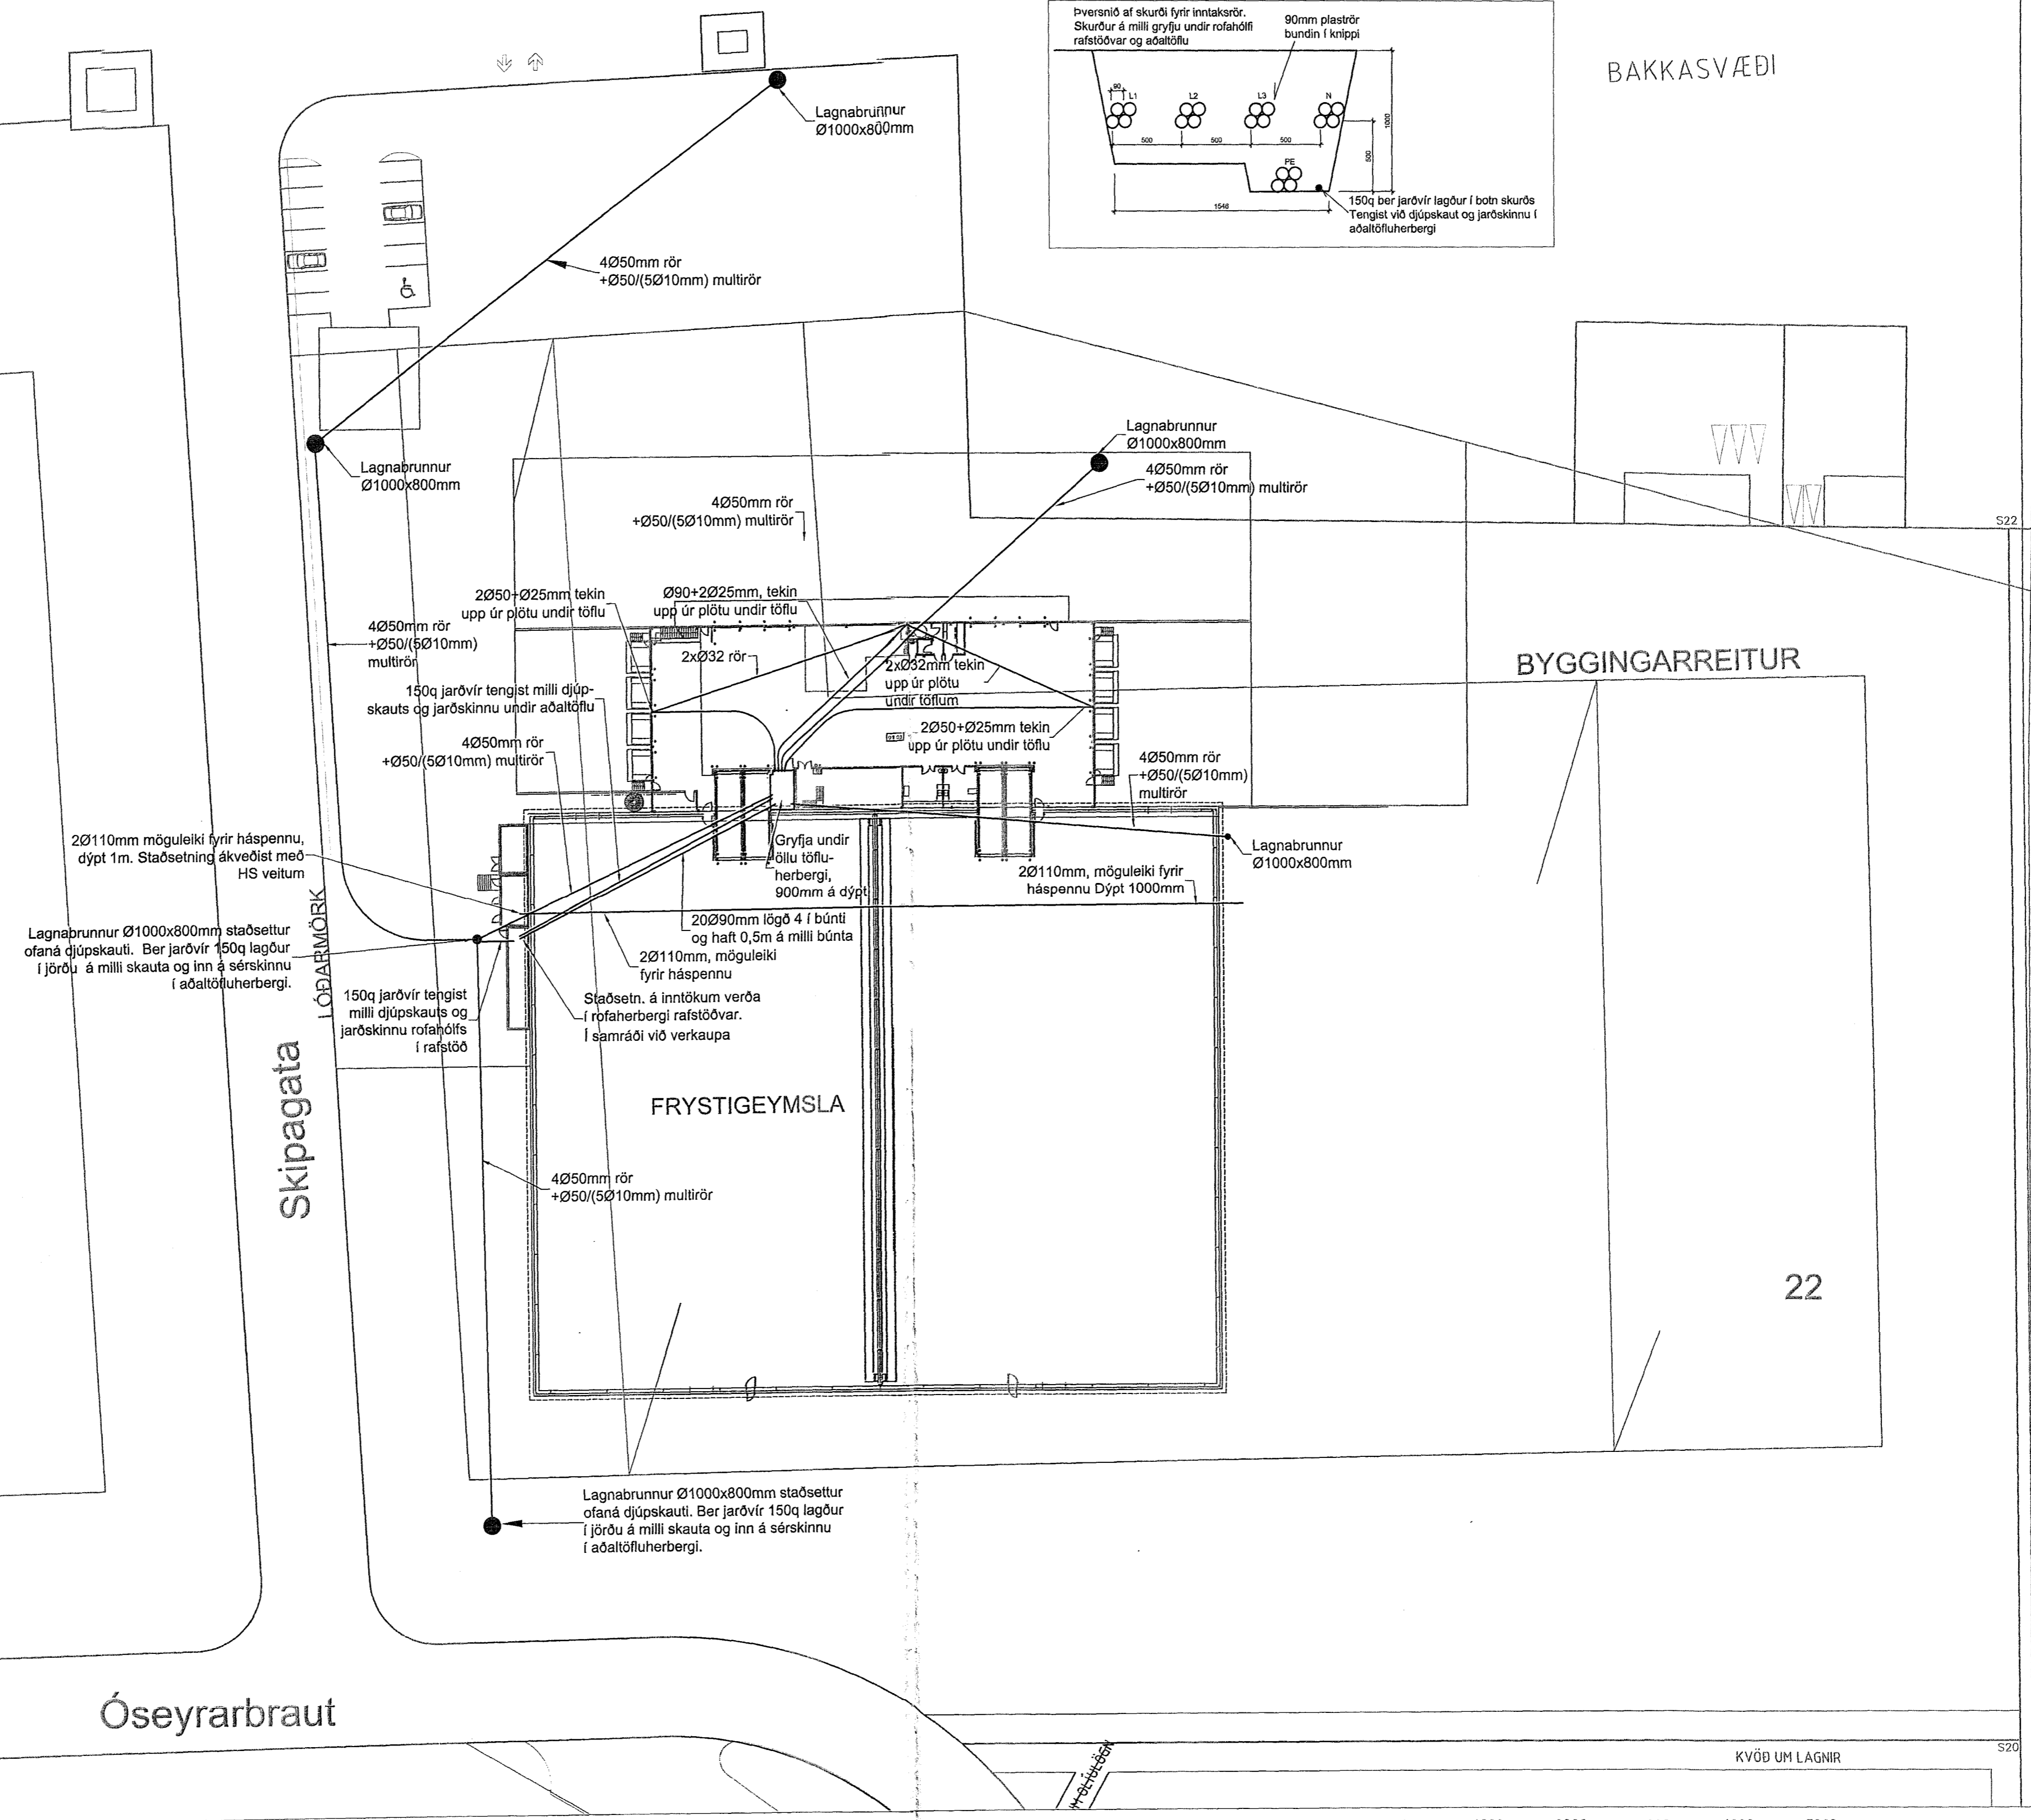 Þversnið af skurði fyrir inntaksrör.
Skurður á milli gryfju undir rofahólfi
rafstöðvar og aðaltöflu
90mm plaströr
bundin í knippi
90
L1
L2
L3
N
500
500
500
1000
500
PE
1546
150q ber jarðvír lagður í botn skurðs
Tengist við djúpskaut og jarðskinnu í
aðaltöfluherbergi
BAKKASVÆÐI
Lagnabrunnur
Ø1000x800mm
4Ø50mm rör
+Ø50/(5Ø10mm) multirör
Lagnabrunnur
Ø1000x800mm
Lagnabrunnur
Ø1000x800mm
4Ø50mm rör
+Ø50/(5Ø10mm) multirör
4Ø50mm rör
+Ø50/(5Ø10mm) multirör
S22
2Ø50+Ø25mm tekin
upp úr plötu undir töflu
Ø90+2Ø25mm, tekin
upp úr plötu undir töflu
4Ø50mm rör
+Ø50/(5Ø10mm)
multirör
2xØ32 rör
2xØ32mm tekin
upp úr plötu
undir töflum
BYGGINGARREITUR
150q jarðvír tengist milli djúp-
skauts og jarðskinnu undir aðaltöflu
2Ø50+Ø25mm tekin
upp úr plötu undir töflu
4Ø50mm rör
+Ø50/(5Ø10mm) multirör
4Ø50mm rör
+Ø50/(5Ø10mm)
multirör
2Ø110mm möguleiki fyrir háspennu,
dýpt 1m. Staðsetning ákveðist með
HS veitum
Gryfja undir
öllu töflu-
herbergi,
900mm á dýpt
Lagnabrunnur
Ø1000x800mm
2Ø110mm, möguleiki fyrir
háspennu Dýpt 1000mm
LÓÐARMÖRK
20Ø90mm lögð 4 í búnti
og haft 0,5m á milli búnta
Lagnabrunnur Ø1000x800mm staðsettur
ofaná djúpskauti. Ber jarðvír 150q lagður
í jörðu á milli skauta og inn á sérskinnu
í aðaltöfluherbergi.
2Ø110mm, möguleiki
fyrir háspennu
150q jarðvír tengist
milli djúpskauts og
jarðskinnu rofahólfs
í rafstöð
Staðsetn. á inntökum verða
í rofaherbergi rafstöðvar.
Í samráði við verkaupa
Skipagata
FRYSTIGEYMSLA
4Ø50mm rör
+Ø50/(5Ø10mm) multirör
22
Lagnabrunnur Ø1000x800mm staðsettur
ofaná djúpskauti. Ber jarðvír 150q lagður
í jörðu á milli skauta og inn á sérskinnu
í aðaltöfluherbergi.
Óseyrarbraut
OLÍULÖGN
KVÖÐ UM LAGNIR
S20